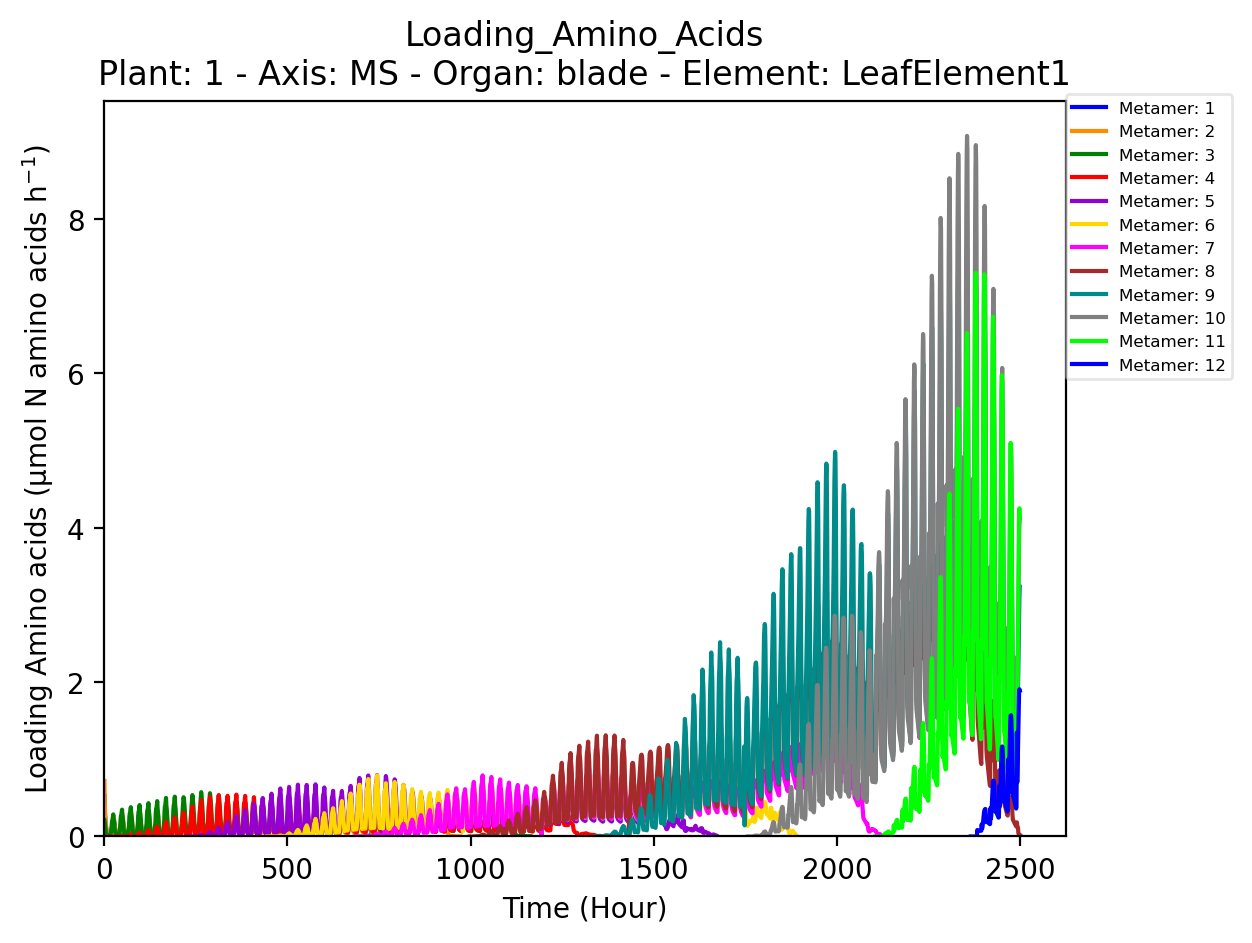 Loading_Amino_Acids
Plant: 1 - Axis: MS - Organ: blade - Element: LeafElement1
Loading Amino acids (µmol N amino acids h⁻¹)
8
6
4
2
0
0 500 1000 1500 2000 2500
Time (Hour)
Metamer: 1
Metamer: 2
Metamer: 3
Metamer: 4
Metamer: 5
Metamer: 6
Metamer: 7
Metamer: 8
Metamer: 9
Metamer: 10
Metamer: 11
Metamer: 12